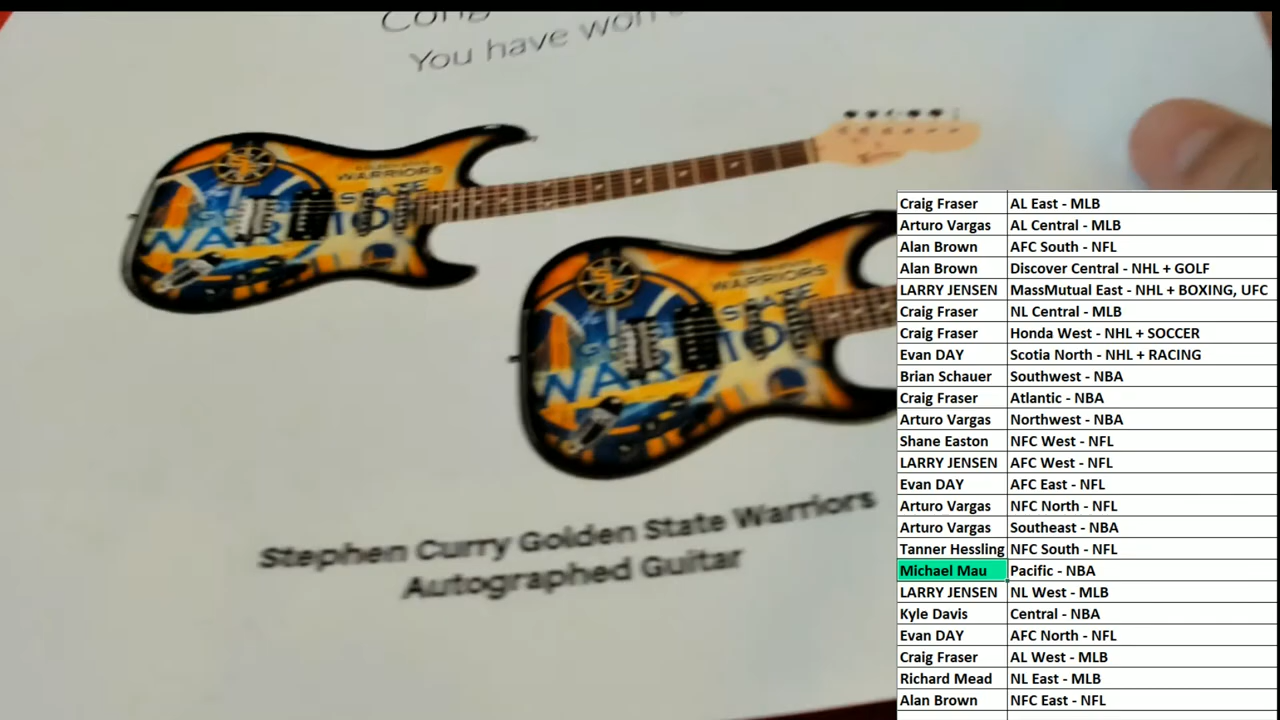 You have won
WARRIORS
STATE
WARRIORS
STATE
Stephen Curry Golden State Warriors
Autographed Guitar
Craig Fraser AL East - MLB
Arturo Vargas AL Central - MLB
Alan Brown AFC South - NFL
Alan Brown Discover Central - NHL + GOLF
LARRY JENSEN MassMutual East - NHL + BOXING, UFC
Craig Fraser NL Central - MLB
Craig Fraser Honda West - NHL + SOCCER
Evan DAY Scotia North - NHL + RACING
Brian Schauer Southwest - NBA
Craig Fraser Atlantic - NBA
Arturo Vargas Northwest - NBA
Shane Easton NFC West - NFL
LARRY JENSEN AFC West - NFL
Evan DAY AFC East - NFL
Arturo Vargas NFC North - NFL
Arturo Vargas Southeast - NBA
Tanner Hessling NFC South - NFL
Michael Mau Pacific - NBA
LARRY JENSEN NL West - MLB
Kyle Davis Central - NBA
Evan DAY AFC North - NFL
Craig Fraser AL West - MLB
Richard Mead NL East - MLB
Alan Brown NFC East - NFL